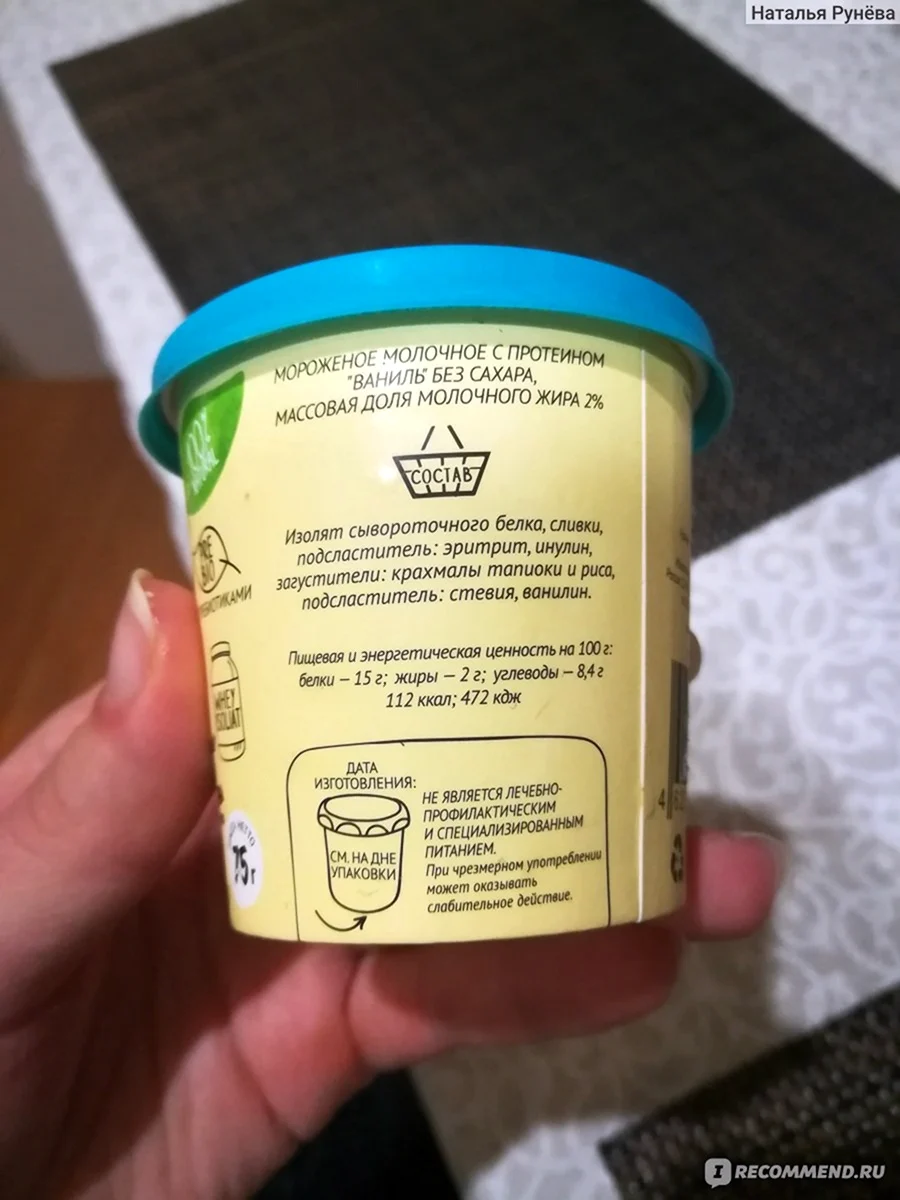 Наталья Рунёва
МОРОЖЕНОЕ МОЛОЧНОЕ С ПРОТЕИНОМ
"ВАНИЛЬ" БЕЗ САХАРА,
МАССОВАЯ ДОЛЯ МОЛОЧНОГО ЖИРА 2%
СОСТАВ
Изолят сывороточного белка, сливки,
подсластитель: эритрит, инулин,
загустители: крахмалы тапиоки и риса,
подсластитель: стевия, ванилин.
Пищевая и энергетическая ценность на 100 г:
белки – 15 г; жиры – 2 г; углеводы – 8,4 г
112 ккал; 472 кдж
WHEY
ДАТА
ИЗГОТОВЛЕНИЯ:
СМ. НА ДНЕ
УПАКОВКИ
НЕ ЯВЛЯЕТСЯ ЛЕЧЕБНО-
ПРОФИЛАКТИЧЕСКИМ
И СПЕЦИАЛИЗИРОВАННЫМ
ПИТАНИЕМ.
При чрезмерном употреблении
может оказывать
слабительное действие.
75 г
IRECOMMEND.RU